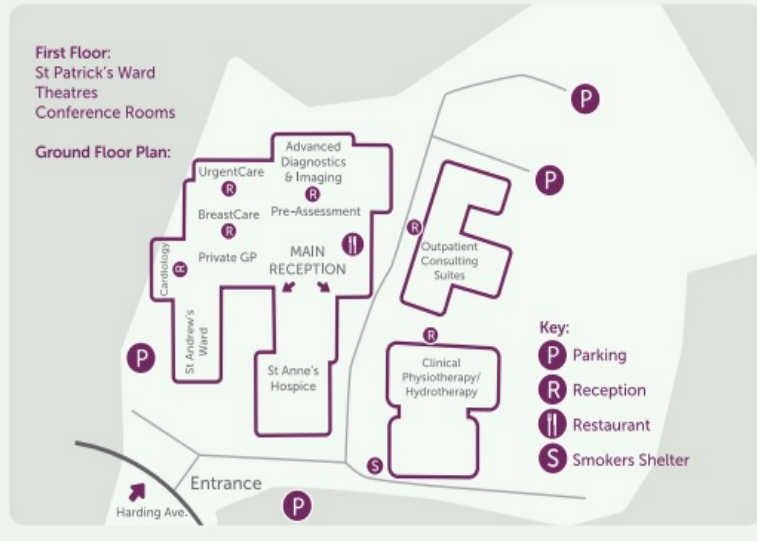 First Floor:
St Patrick's Ward
Theatres
Conference Rooms
Ground Floor Plan:
UrgentCare
R
Advanced
Diagnostics
& Imaging
R
Pre-Assessment
BreastCare
R
Private GP
Cardiology
R
MAIN
RECEPTION
St Andrew's
Ward
St Anne's
Hospice
P
P
P
R
Outpatient
Consulting
Suites
R
Clinical
Physiotherapy/
Hydrotherapy
S
Entrance
Harding Ave.
P
Key:
P Parking
R Reception
Restaurant
S Smokers Shelter